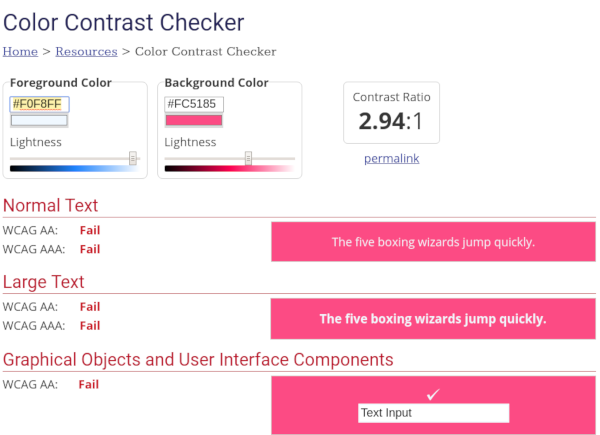 Color Contrast Checker
Home > Resources > Color Contrast Checker
Foreground Color
#F0F8FF
Lightness
Background Color
#FC5185
Lightness
Contrast Ratio
2.94:1
permalink
Normal Text
WCAG AA: Fail
WCAG AAA: Fail
The five boxing wizards jump quickly.
Large Text
WCAG AA: Fail
WCAG AAA: Fail
The five boxing wizards jump quickly.
Graphical Objects and User Interface Components
WCAG AA: Fail
Text Input